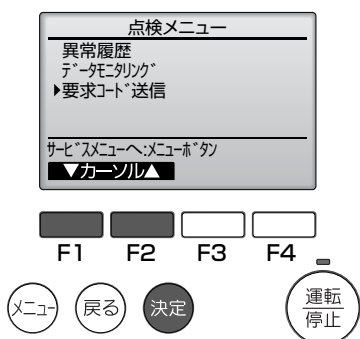 点検メニュー
異常履歴
データモニタリング
▶要求コード送信
サービスメニューへ:メニューボタン
▼カーソル▲
F1 F2 F3 F4
メニュー 戻る 決定 運転
停止